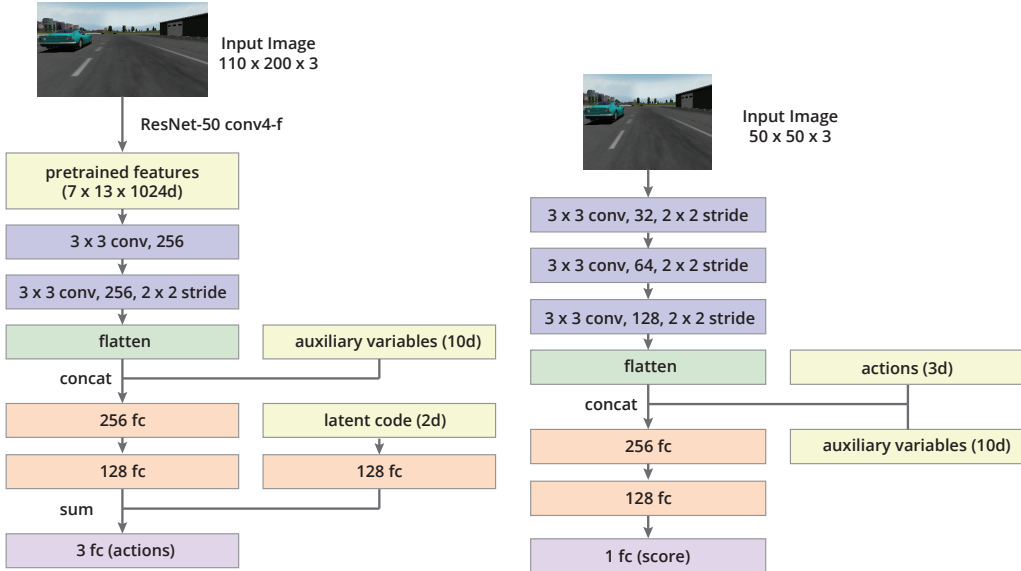 Input Image
110 x 200 x 3
ResNet-50 conv4-f
pretrained features
(7 x 13 x 1024d)
3 x 3 conv, 256
3 x 3 conv, 256, 2 x 2 stride
flatten
auxiliary variables (10d)
concat
256 fc
latent code (2d)
128 fc
128 fc
sum
3 fc (actions)
Input Image
50 x 50 x 3
3 x 3 conv, 32, 2 x 2 stride
3 x 3 conv, 64, 2 x 2 stride
3 x 3 conv, 128, 2 x 2 stride
flatten
actions (3d)
concat
256 fc
auxiliary variables (10d)
128 fc
1 fc (score)